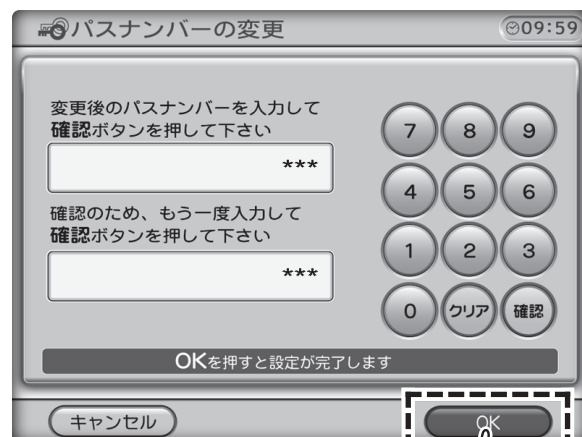 パスナンバーの変更
09:59
変更後のパスナンバーを入力して
確認ボタンを押して下さい
***
確認のため、もう一度入力して
確認ボタンを押して下さい
***
7 8 9
4 5 6
1 2 3
0 クリア 確認
OKを押すと設定が完了します
キャンセル
OK